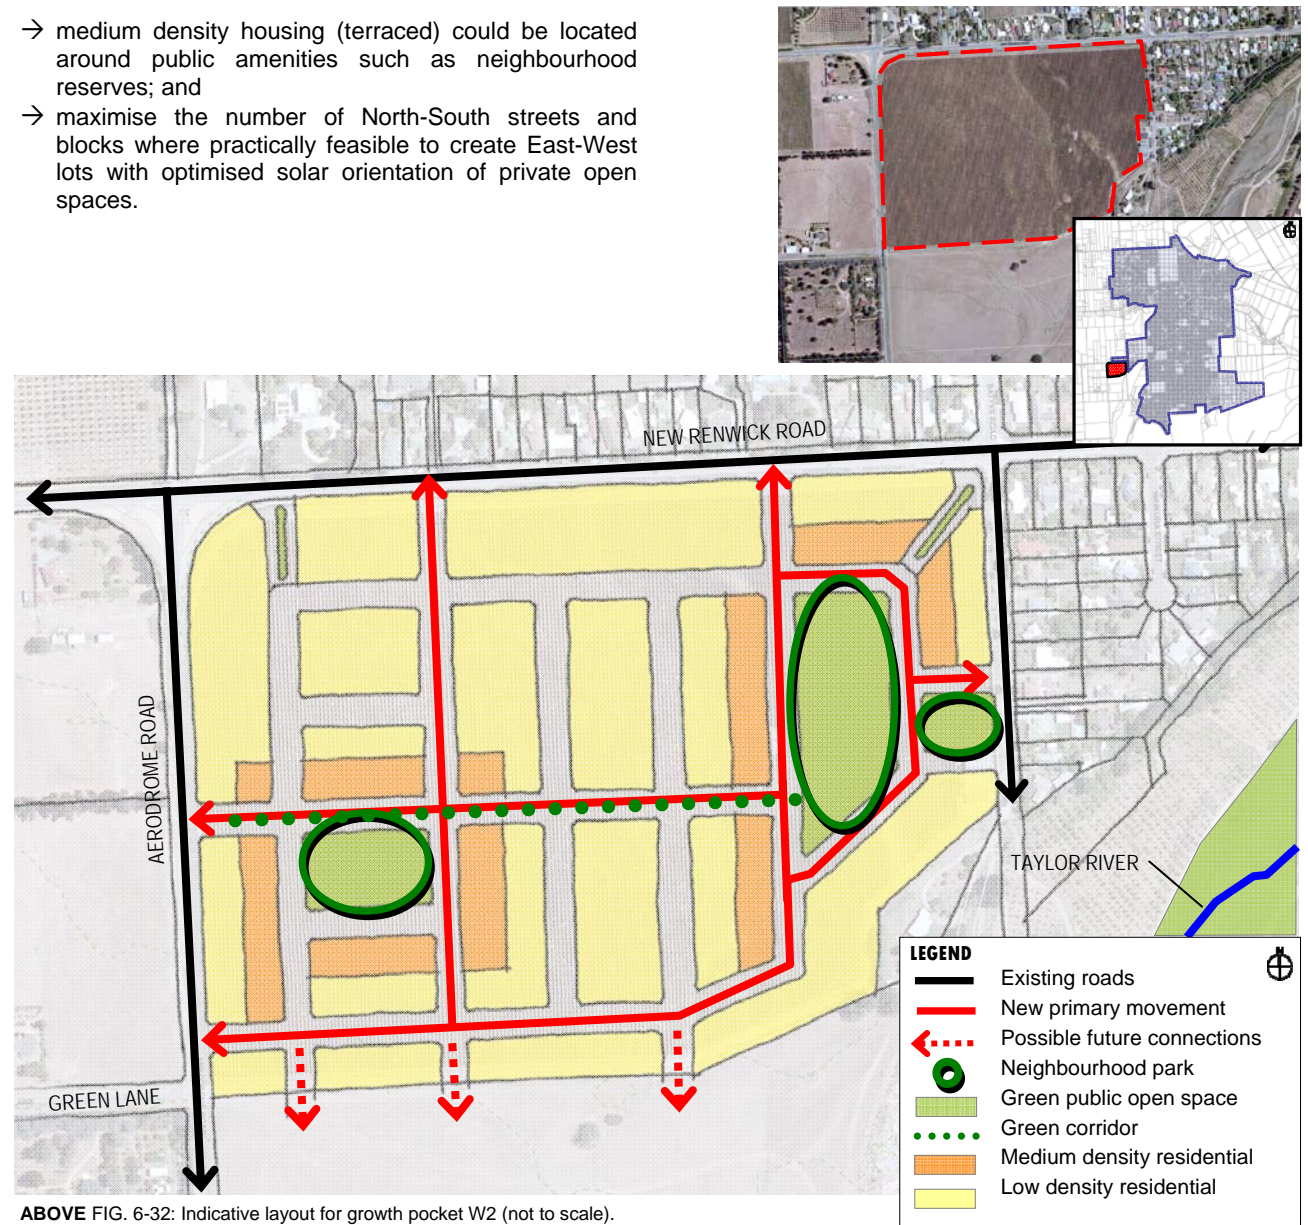 → medium density housing (terraced) could be located
around public amenities such as neighbourhood
reserves; and
→ maximise the number of North-South streets and
blocks where practically feasible to create East-West
lots with optimised solar orientation of private open
spaces.
NEW RENWICK ROAD
AERODROME ROAD
TAYLOR RIVER
GREEN LANE
LEGEND
Existing roads
New primary movement
Possible future connections
Neighbourhood park
Green public open space
Green corridor
Medium density residential
Low density residential
ABOVE FIG. 6-32: Indicative layout for growth pocket W2 (not to scale).